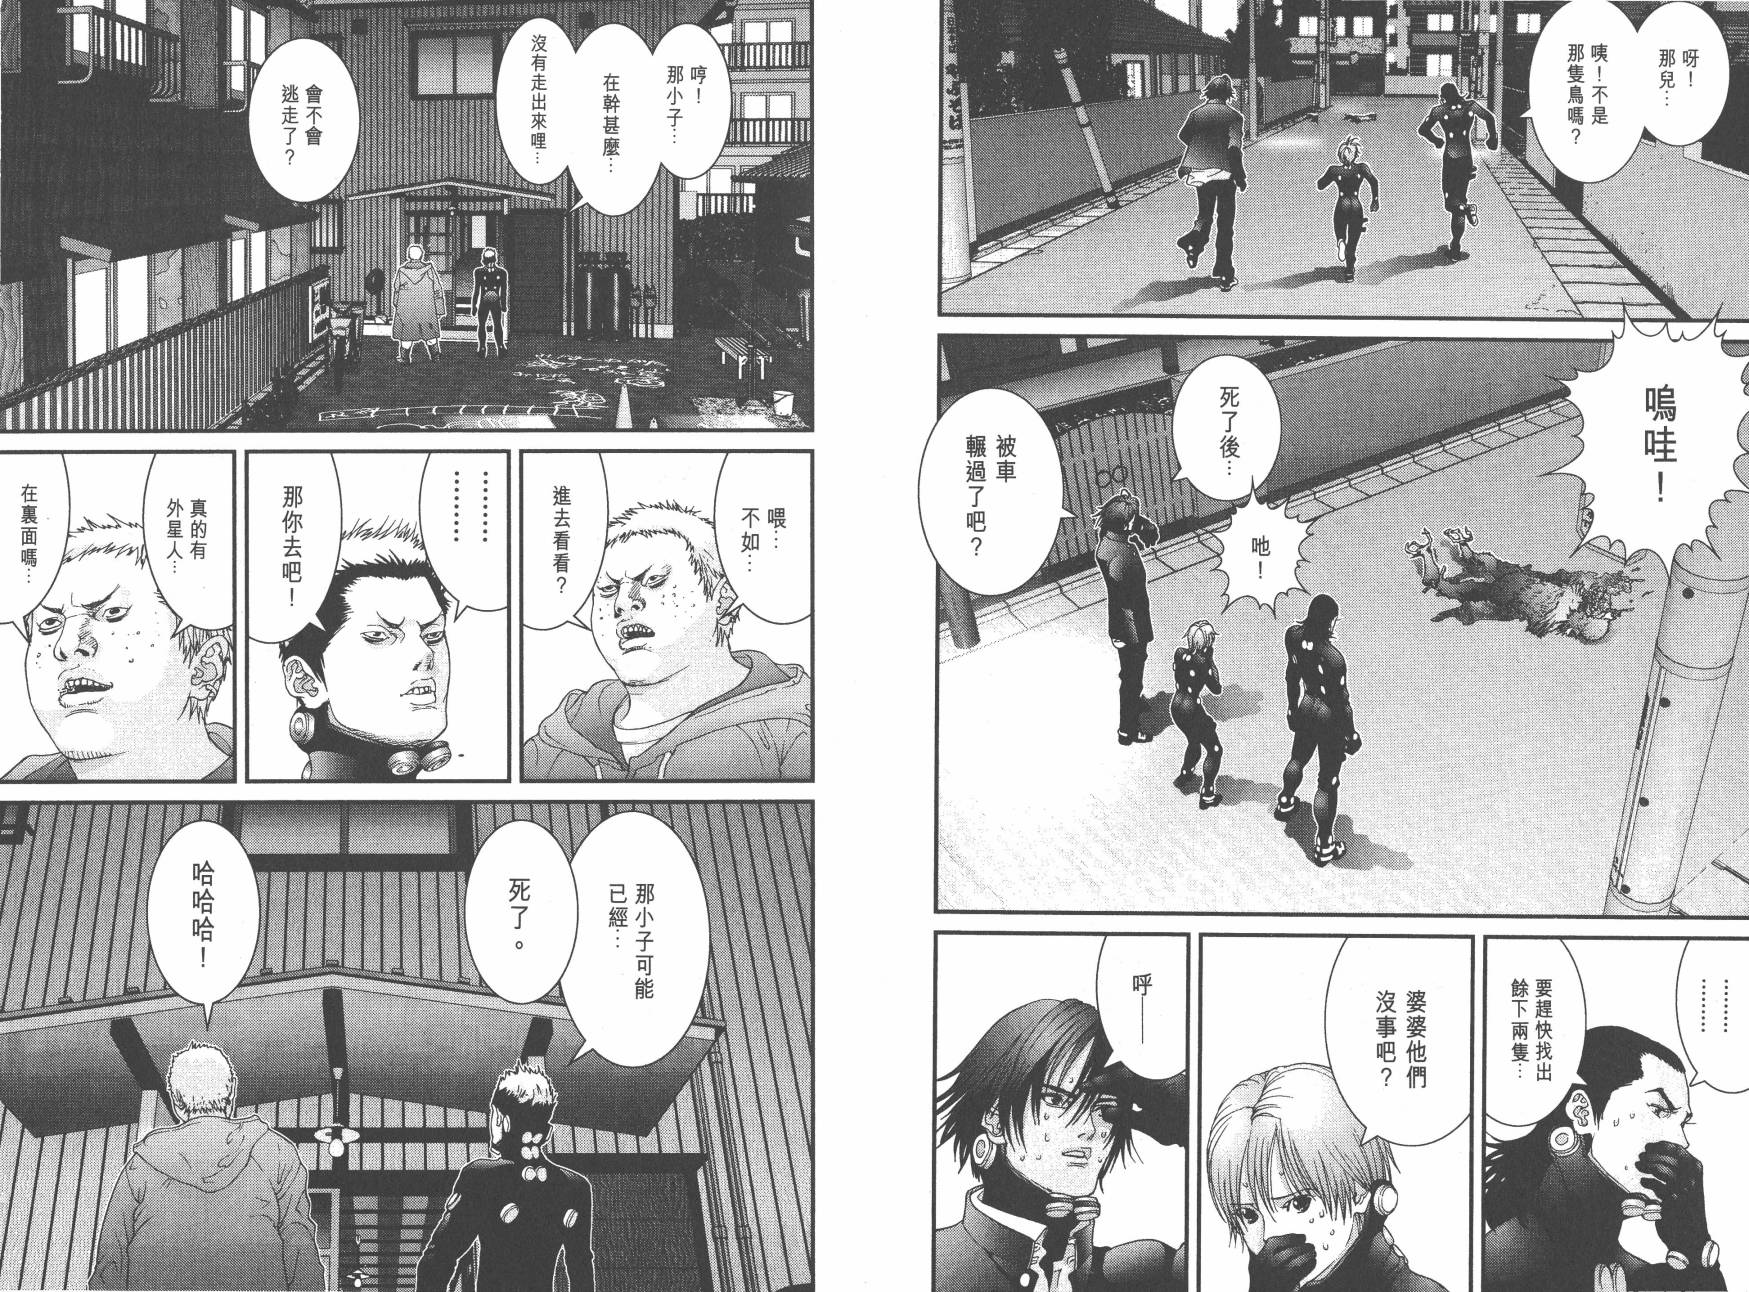 呀！
那兒…
咦！不是
那隻鳥嗎？
嗚哇！
吔！
死了後…
被車
輾過了吧？
………
要趕快找出
餘下兩隻…
婆婆他們
沒事吧？
呼——
哼！
那小子…
在幹甚麼…
沒有走出來哩…
會不會
逃走了？
喂…
不如…
進去看看？
………
那你去吧！
真的有
外星人…
在裏面嗎…
那小子可能
已經…
死了。
哈哈哈！